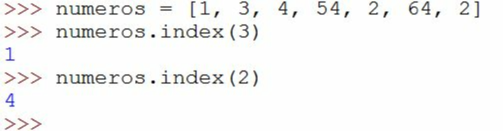 >>> numeros = [1, 3, 4, 54, 2, 64, 2]
>>> numeros.index(3)
1
>>> numeros.index(2)
4
>>>